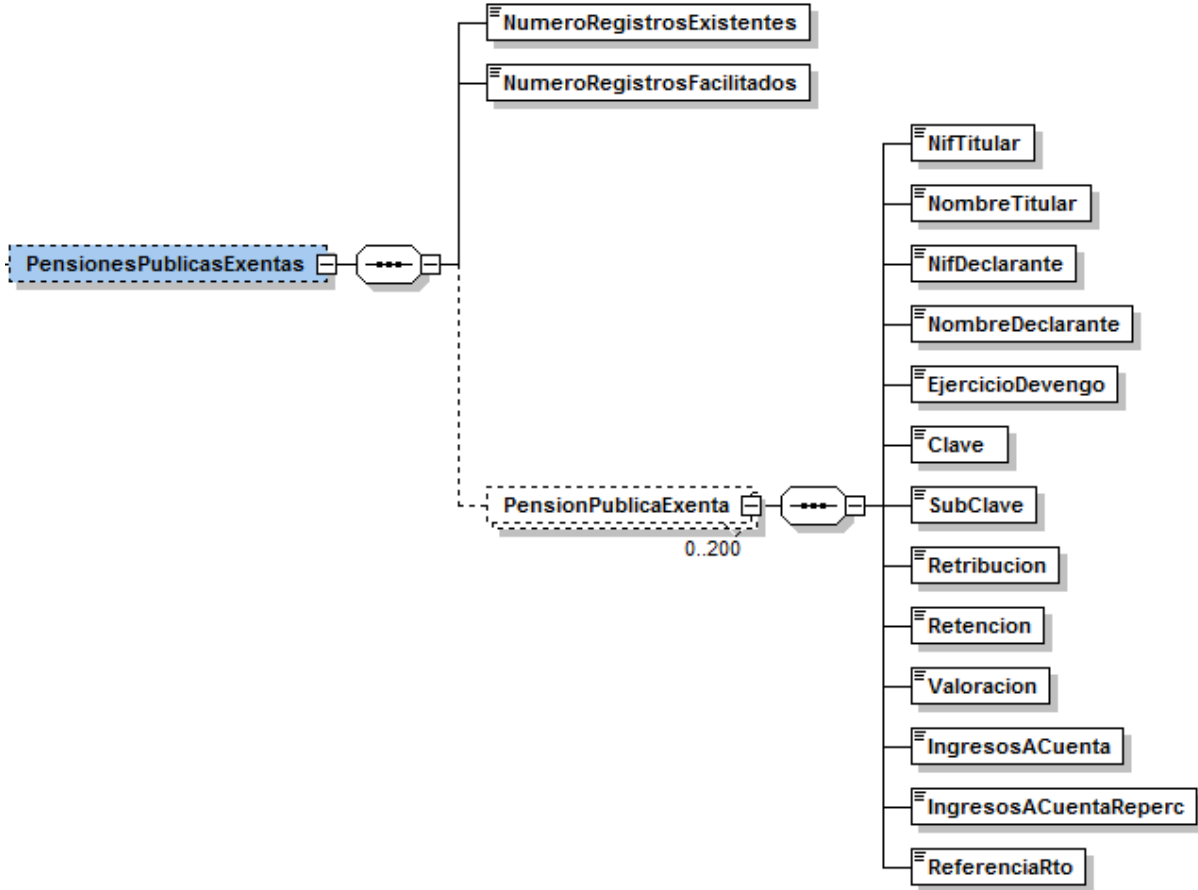 NumeroRegistrosExistentes
NumeroRegistrosFacilitados
PensionesPublicasExentas
PensionPublicaExenta
0..200
NifTitular
NombreTitular
NifDeclarante
NombreDeclarante
EjercicioDevengo
Clave
SubClave
Retribucion
Retencion
Valoracion
IngresosACuenta
IngresosACuentaReperc
ReferenciaRto